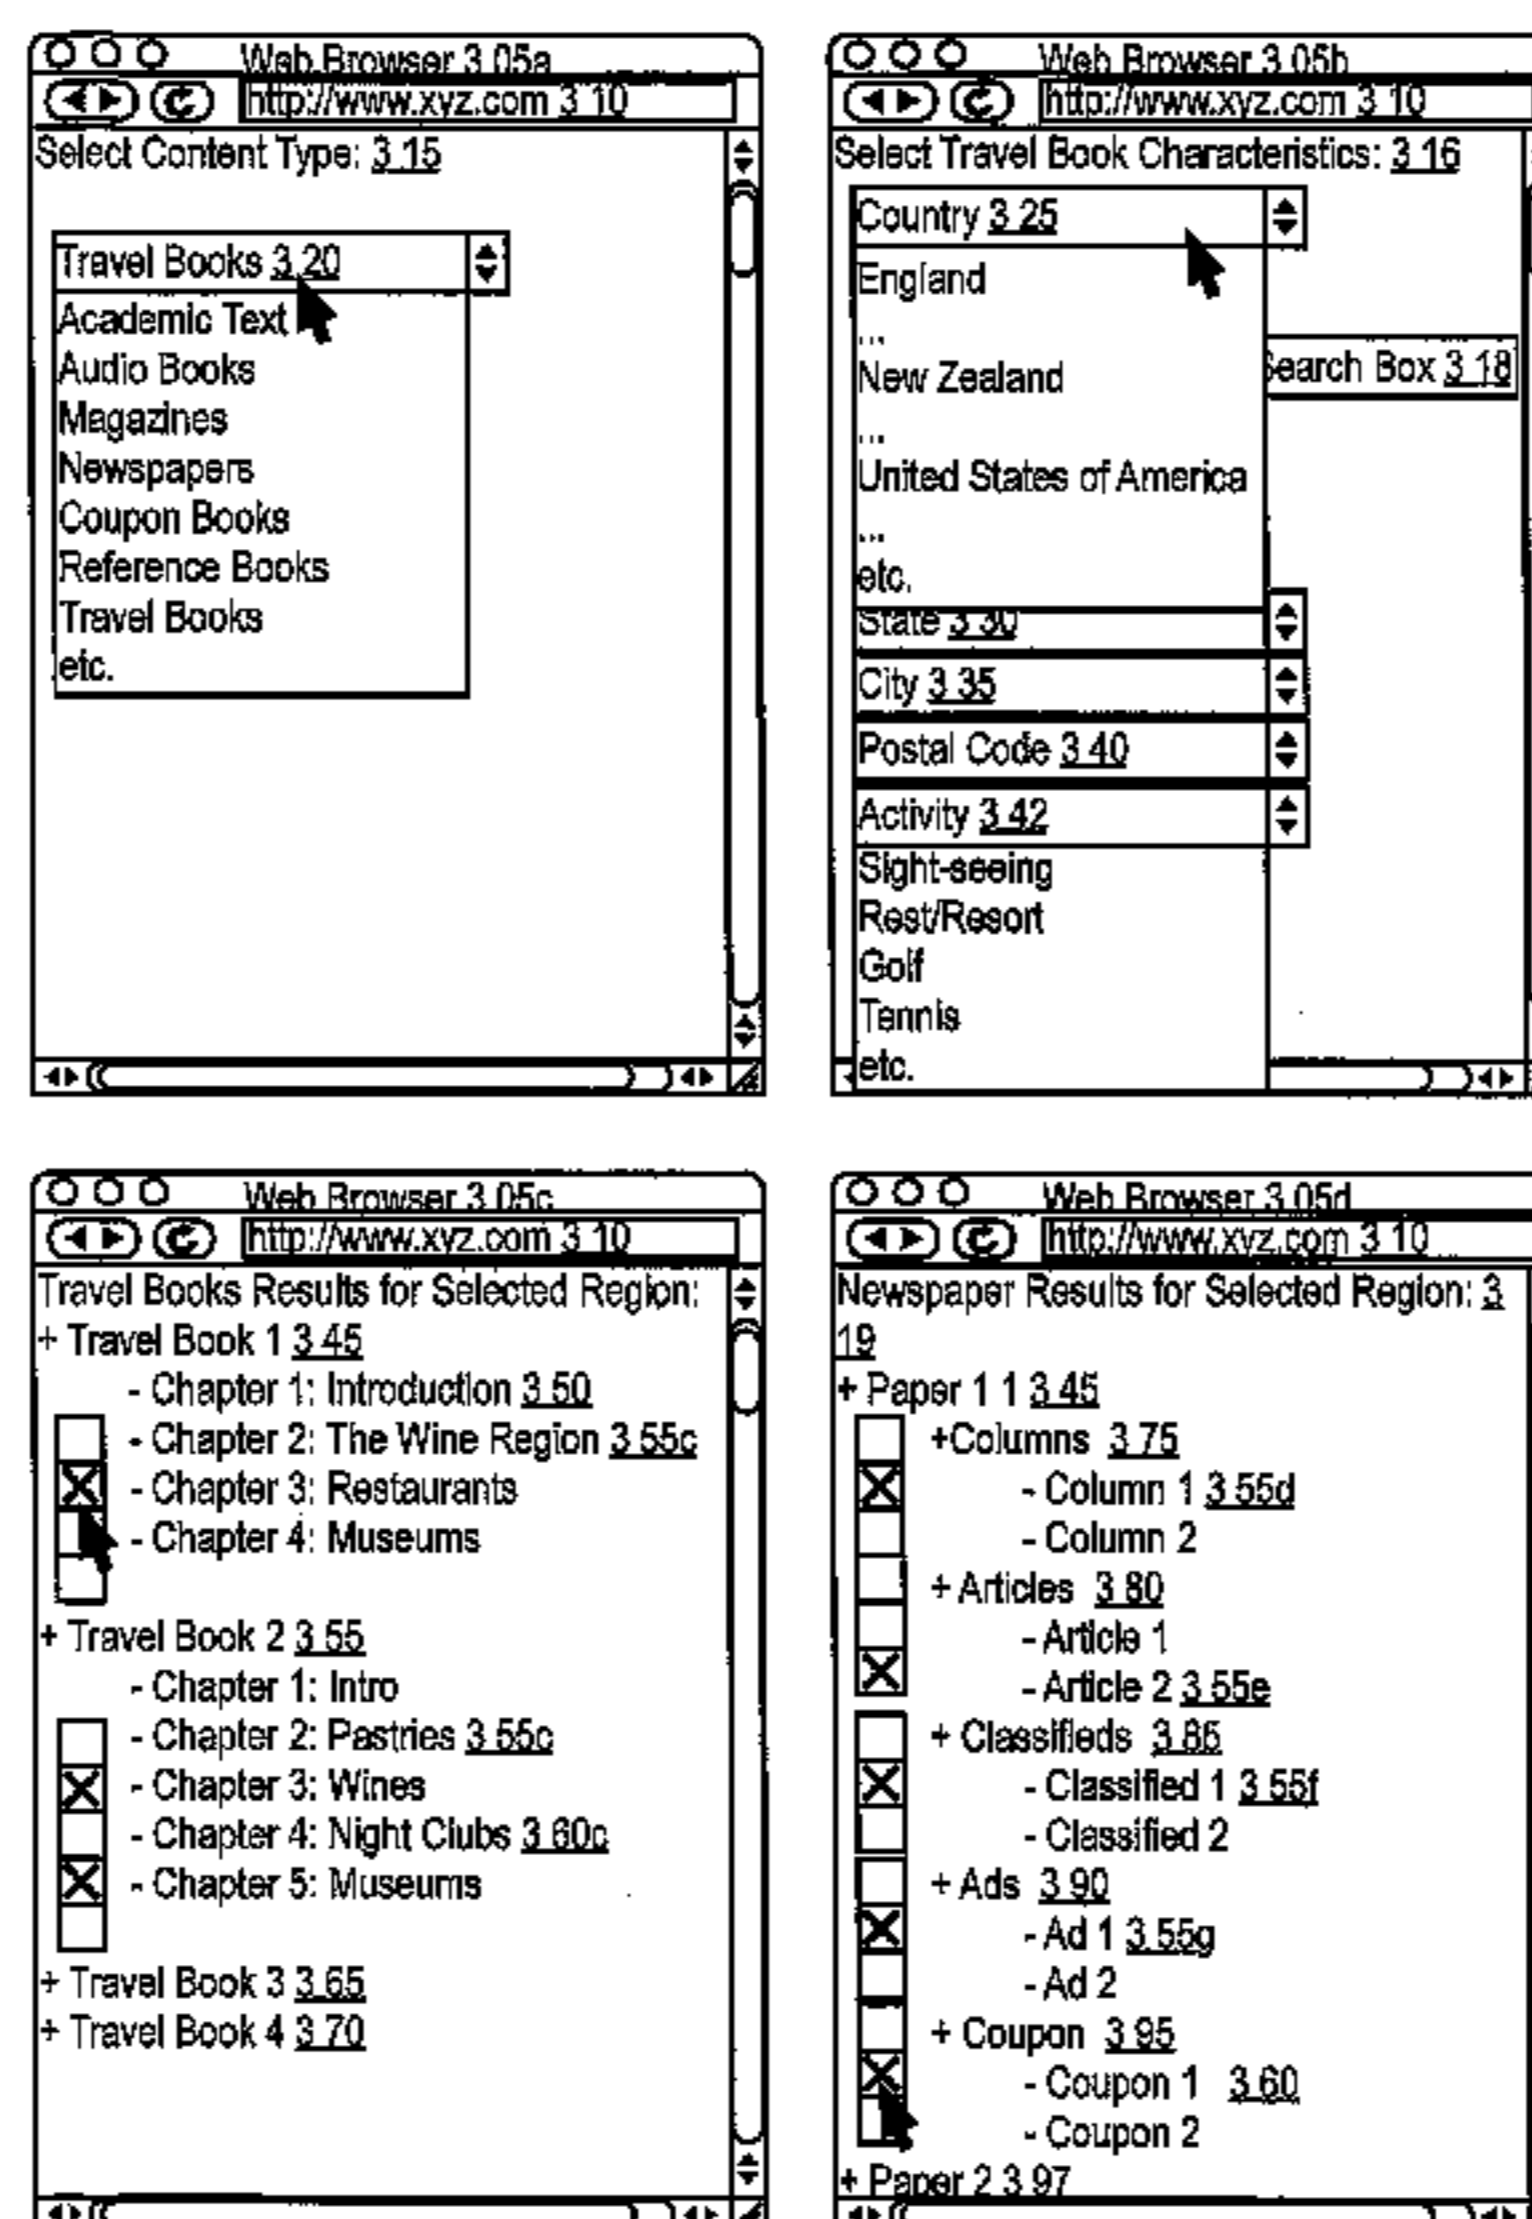 Web Browser 3 05a
http://www.xyz.com 3 10
Select Content Type: 3 15
Travel Books 3 20
Academic Text
Audio Books
Magazines
Newspapers
Coupon Books
Reference Books
Travel Books
etc.
Web Browser 3 05b
http://www.xyz.com 3 10
Select Travel Book Characteristics: 3 16
Country 3 25
England
...
New Zealand
...
United States of America
...
etc.
Search Box 3 18
State 3 30
City 3 35
Postal Code 3 40
Activity 3 42
Sight-seeing
Rest/Resort
Golf
Tennis
etc.
Web Browser 3 05c
http://www.xyz.com 3 10
Travel Books Results for Selected Region:
+ Travel Book 1 3 45
- Chapter 1: Introduction 3 50
- Chapter 2: The Wine Region 3 55c
- Chapter 3: Restaurants
- Chapter 4: Museums
+ Travel Book 2 3 55
- Chapter 1: Intro
- Chapter 2: Pastries 3 55c
- Chapter 3: Wines
- Chapter 4: Night Clubs 3 60c
- Chapter 5: Museums
+ Travel Book 3 3 65
+ Travel Book 4 3 70
Web Browser 3 05d
http://www.xyz.com 3 10
Newspaper Results for Selected Region: 3
19
+ Paper 1 1 3 45
+Columns 3 75
- Column 1 3 55d
- Column 2
+ Articles 3 80
- Article 1
- Article 2 3 55e
+ Classifieds 3 85
- Classified 1 3 55f
- Classified 2
+ Ads 3 90
- Ad 1 3 55g
- Ad 2
+ Coupon 3 95
- Coupon 1 3 60
- Coupon 2
+ Paper 2 3 97